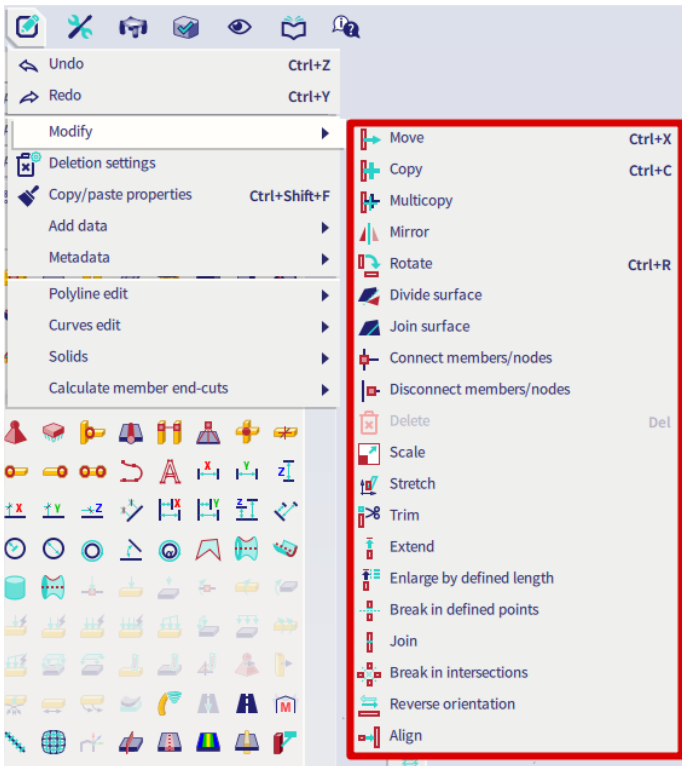 Undo Ctrl+Z
Redo Ctrl+Y
Modify
Deletion settings
Copy/paste properties Ctrl+Shift+F
Add data
Metadata
Polyline edit
Curves edit
Solids
Calculate member end-cuts
Move Ctrl+X
Copy Ctrl+C
Multicopy
Mirror
Rotate Ctrl+R
Divide surface
Join surface
Connect members/nodes
Disconnect members/nodes
Delete Del
Scale
Stretch
Trim
Extend
Enlarge by defined length
Break in defined points
Join
Break in intersections
Reverse orientation
Align
X Y Z
X Y Z X Y Z
M